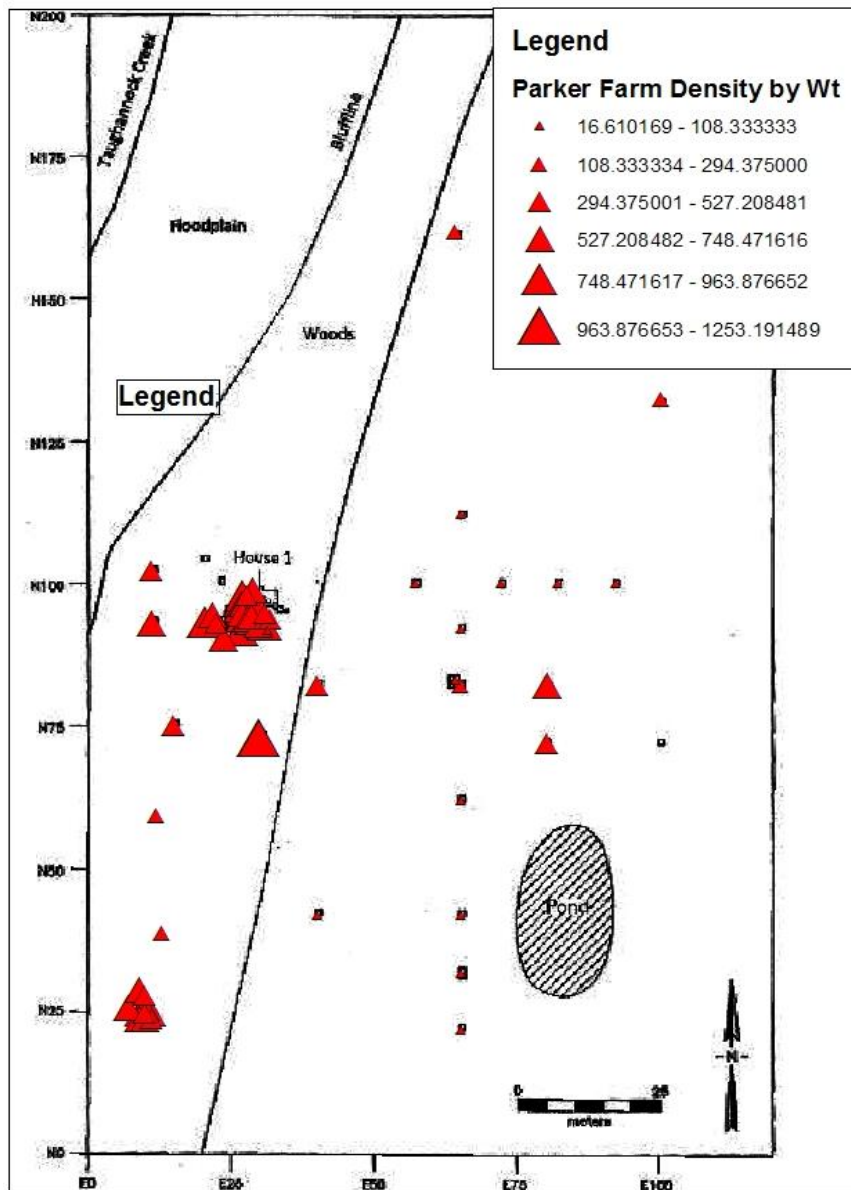 Legend
Parker Farm Density by Wt
16.610169 - 108.333333
108.333334 - 294.375000
294.375001 - 527.208481
527.208482 - 748.471616
748.471617 - 963.876652
963.876653 - 1253.191489
N200
N175
N150
N125
N100
N75
N50
N25
N0
E0
E25
E50
E75
E100
Taughanneck Creek
Bluffline
Floodplain
Woods
Legend
House 1
Pond
0
25
meters
N